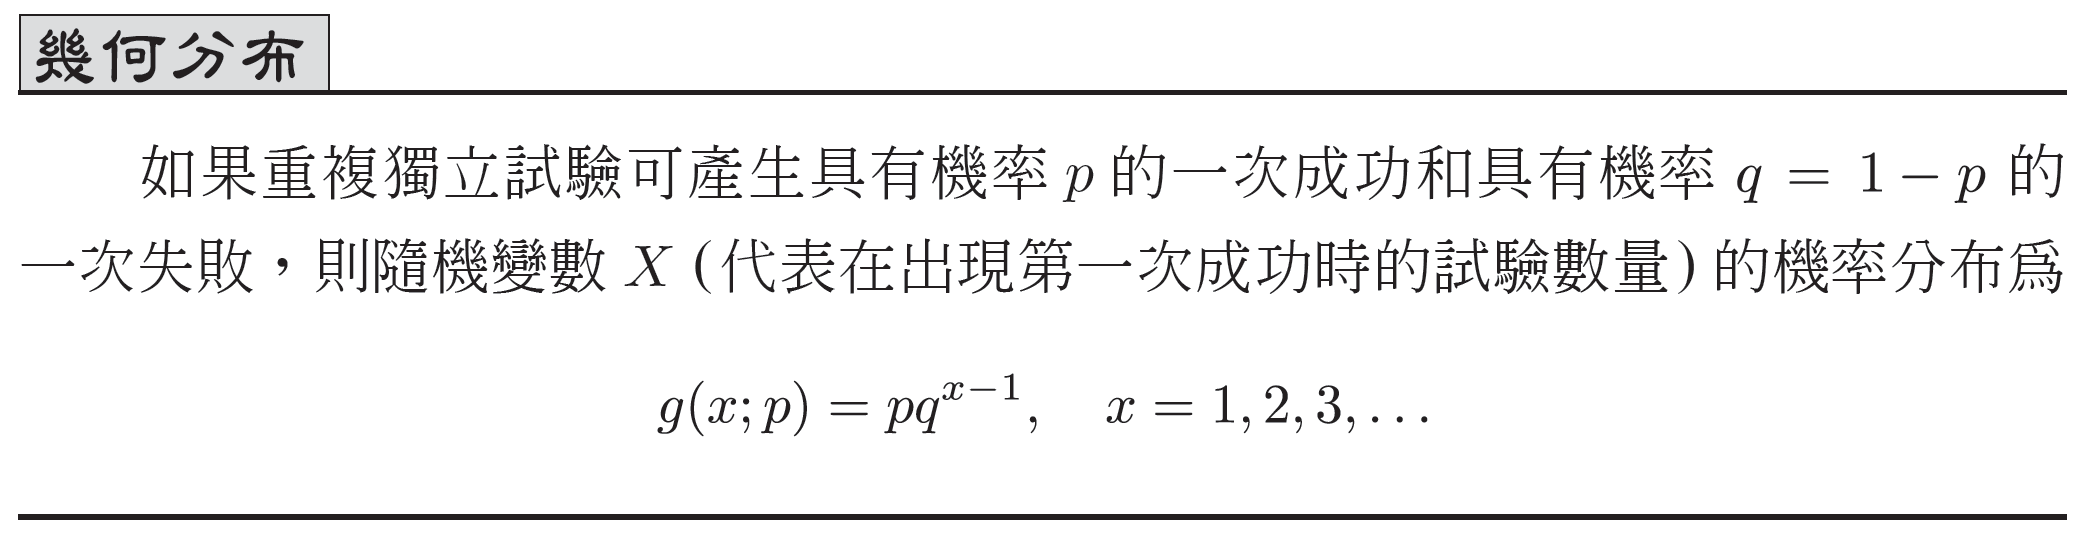 幾何分布
如果重複獨立試驗可產生具有機率 p 的一次成功和具有機率 q = 1 − p 的
一次失敗，則隨機變數 X (代表在出現第一次成功時的試驗數量) 的機率分布爲
g(x; p) = pq^{x−1}, x = 1, 2, 3, . . .